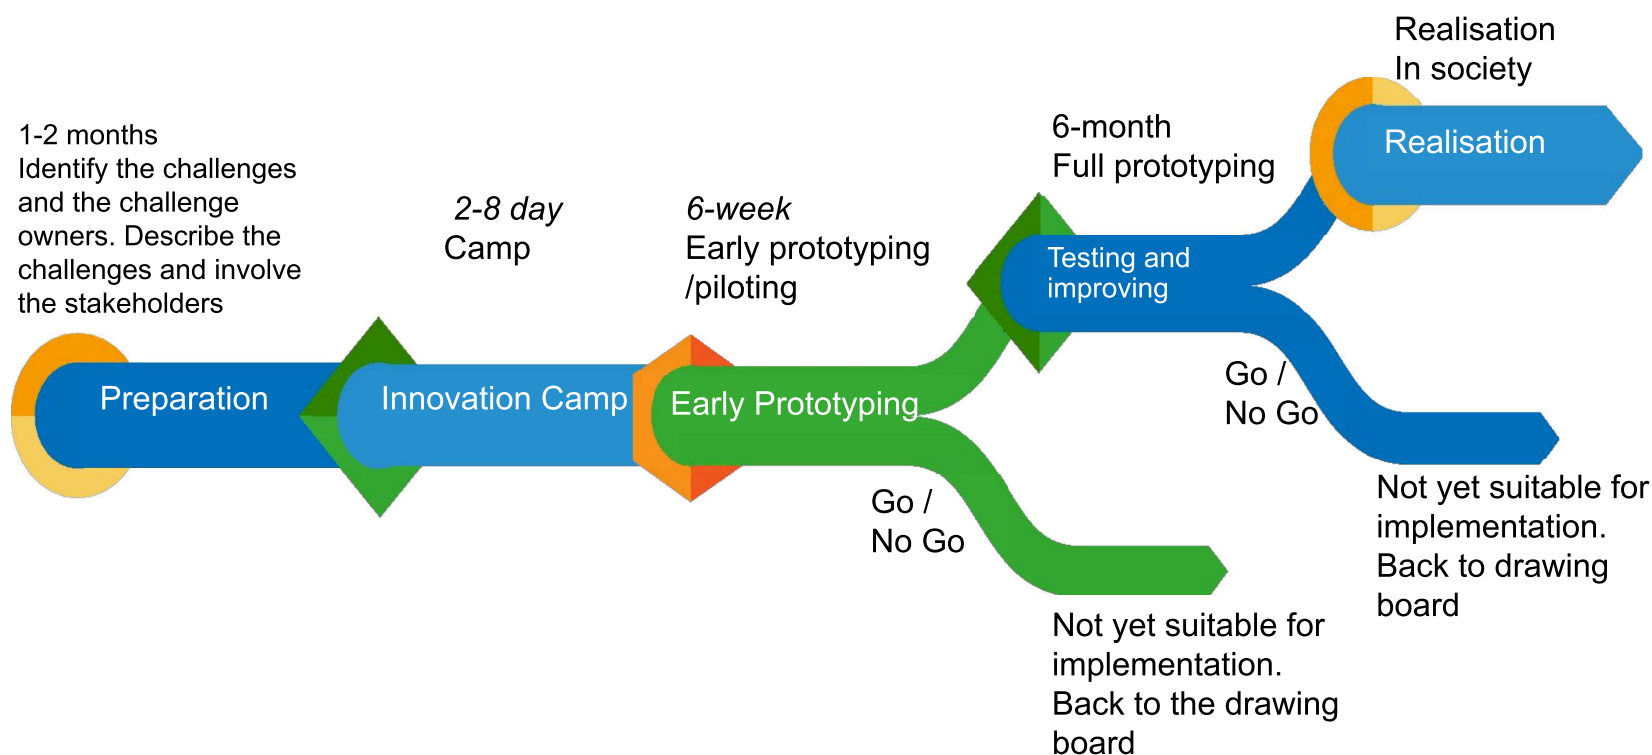 1-2 months
Identify the challenges
and the challenge
owners. Describe the
challenges and involve
the stakeholders
Preparation
2-8 day
Camp
Innovation Camp
6-week
Early prototyping
/piloting
Early Prototyping
Go /
No Go
Not yet suitable for
implementation.
Back to the drawing
board
6-month
Full prototyping
Testing and
improving
Go /
No Go
Not yet suitable for
implementation.
Back to drawing
board
Realisation
In society
Realisation